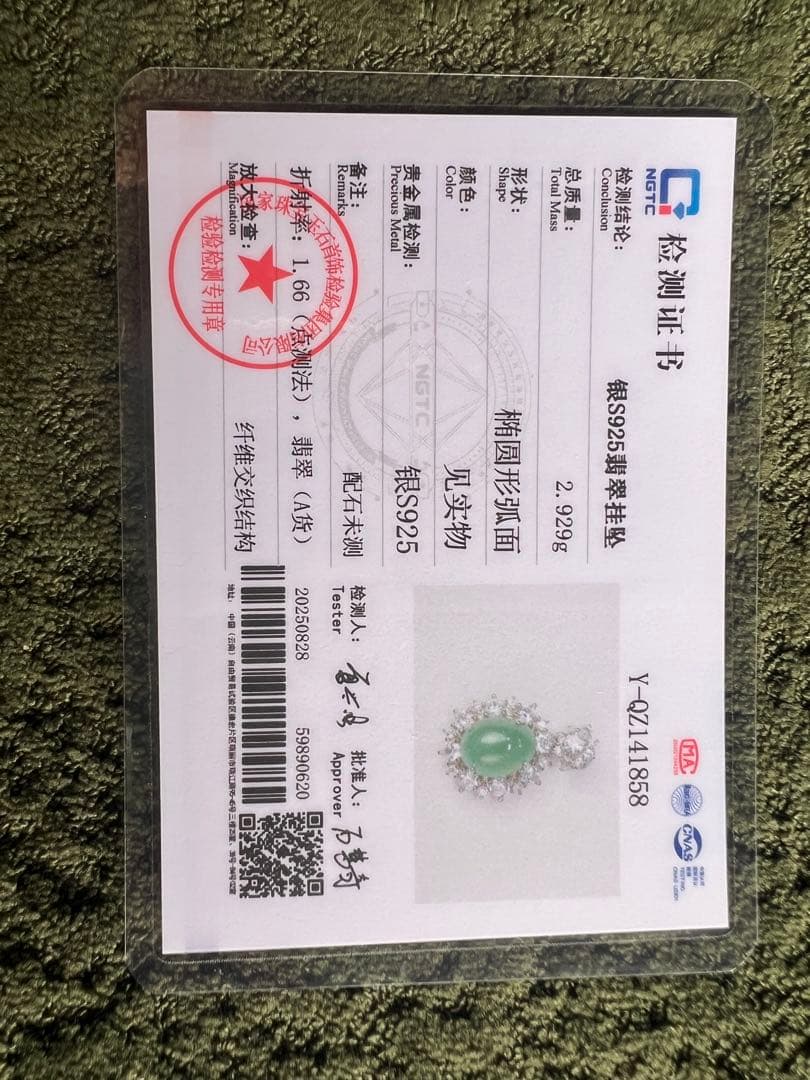 NGTC
检测证书
Y-QZ141858
MA
CNAS
TESTING
检测结论：
银S925翡翠挂坠
Conclusion
总质量：
2.929g
Total Mass
形状：
椭圆形弧面
Shape
颜色：
见实物
Color
贵金属检测：
银S925
Precious Metal
备注：
配石未测
Remarks
折射率：1.66（点测法），翡翠（A货）
放大检查：
纤维交织结构
Magnification
NGTC
检验检测专用章
检测人：
Tester
批准人：
Approver
20250828
59890620